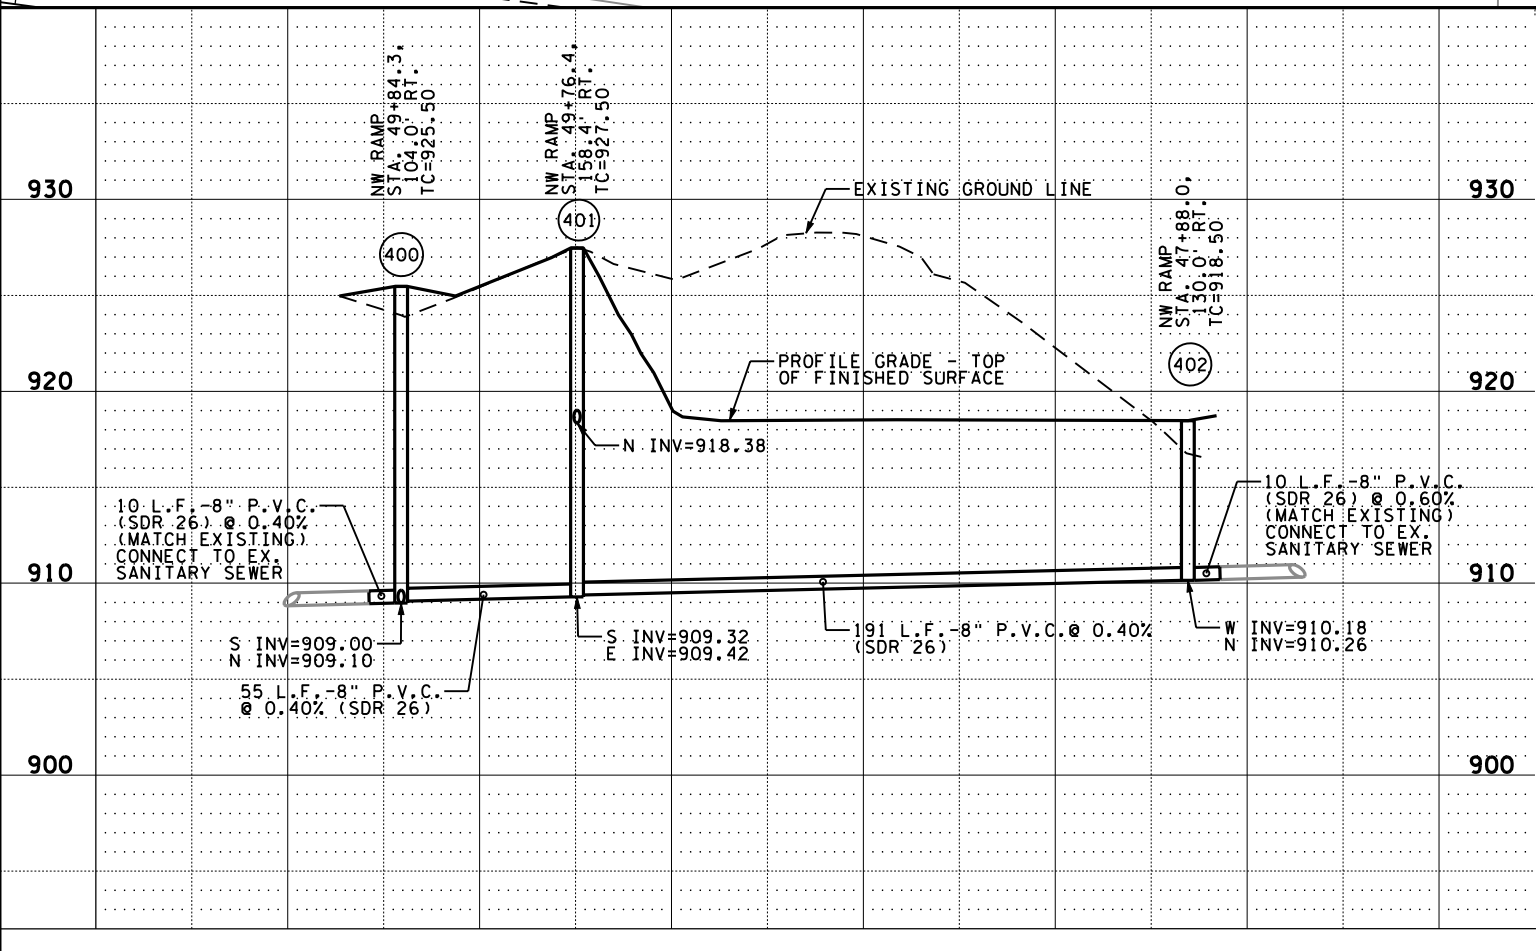 NW RAMP
STA. 49+84.3,
104.0' RT.
TC=925.50
NW RAMP
STA. 49+76.4,
158.4' RT.
TC=927.50
NW RAMP
STA. 47+88.0,
130.0' RT.
TC=918.50
930
EXISTING GROUND LINE
930
401
400
402
PROFILE GRADE - TOP
OF FINISHED SURFACE
920
920
N INV=918.38
10 L.F.-8" P.V.C.
(SDR 26) @ 0.40%
(MATCH EXISTING)
CONNECT TO EX.
SANITARY SEWER
10 L.F.-8" P.V.C.
(SDR 26) @ 0.60%
(MATCH EXISTING)
CONNECT TO EX.
SANITARY SEWER
910
910
S INV=909.00
N INV=909.10
S INV=909.32
E INV=909.42
191 L.F.-8" P.V.C.@ 0.40%
(SDR 26)
W INV=910.18
N INV=910.26
55 L.F.-8" P.V.C.
@ 0.40% (SDR 26)
900
900